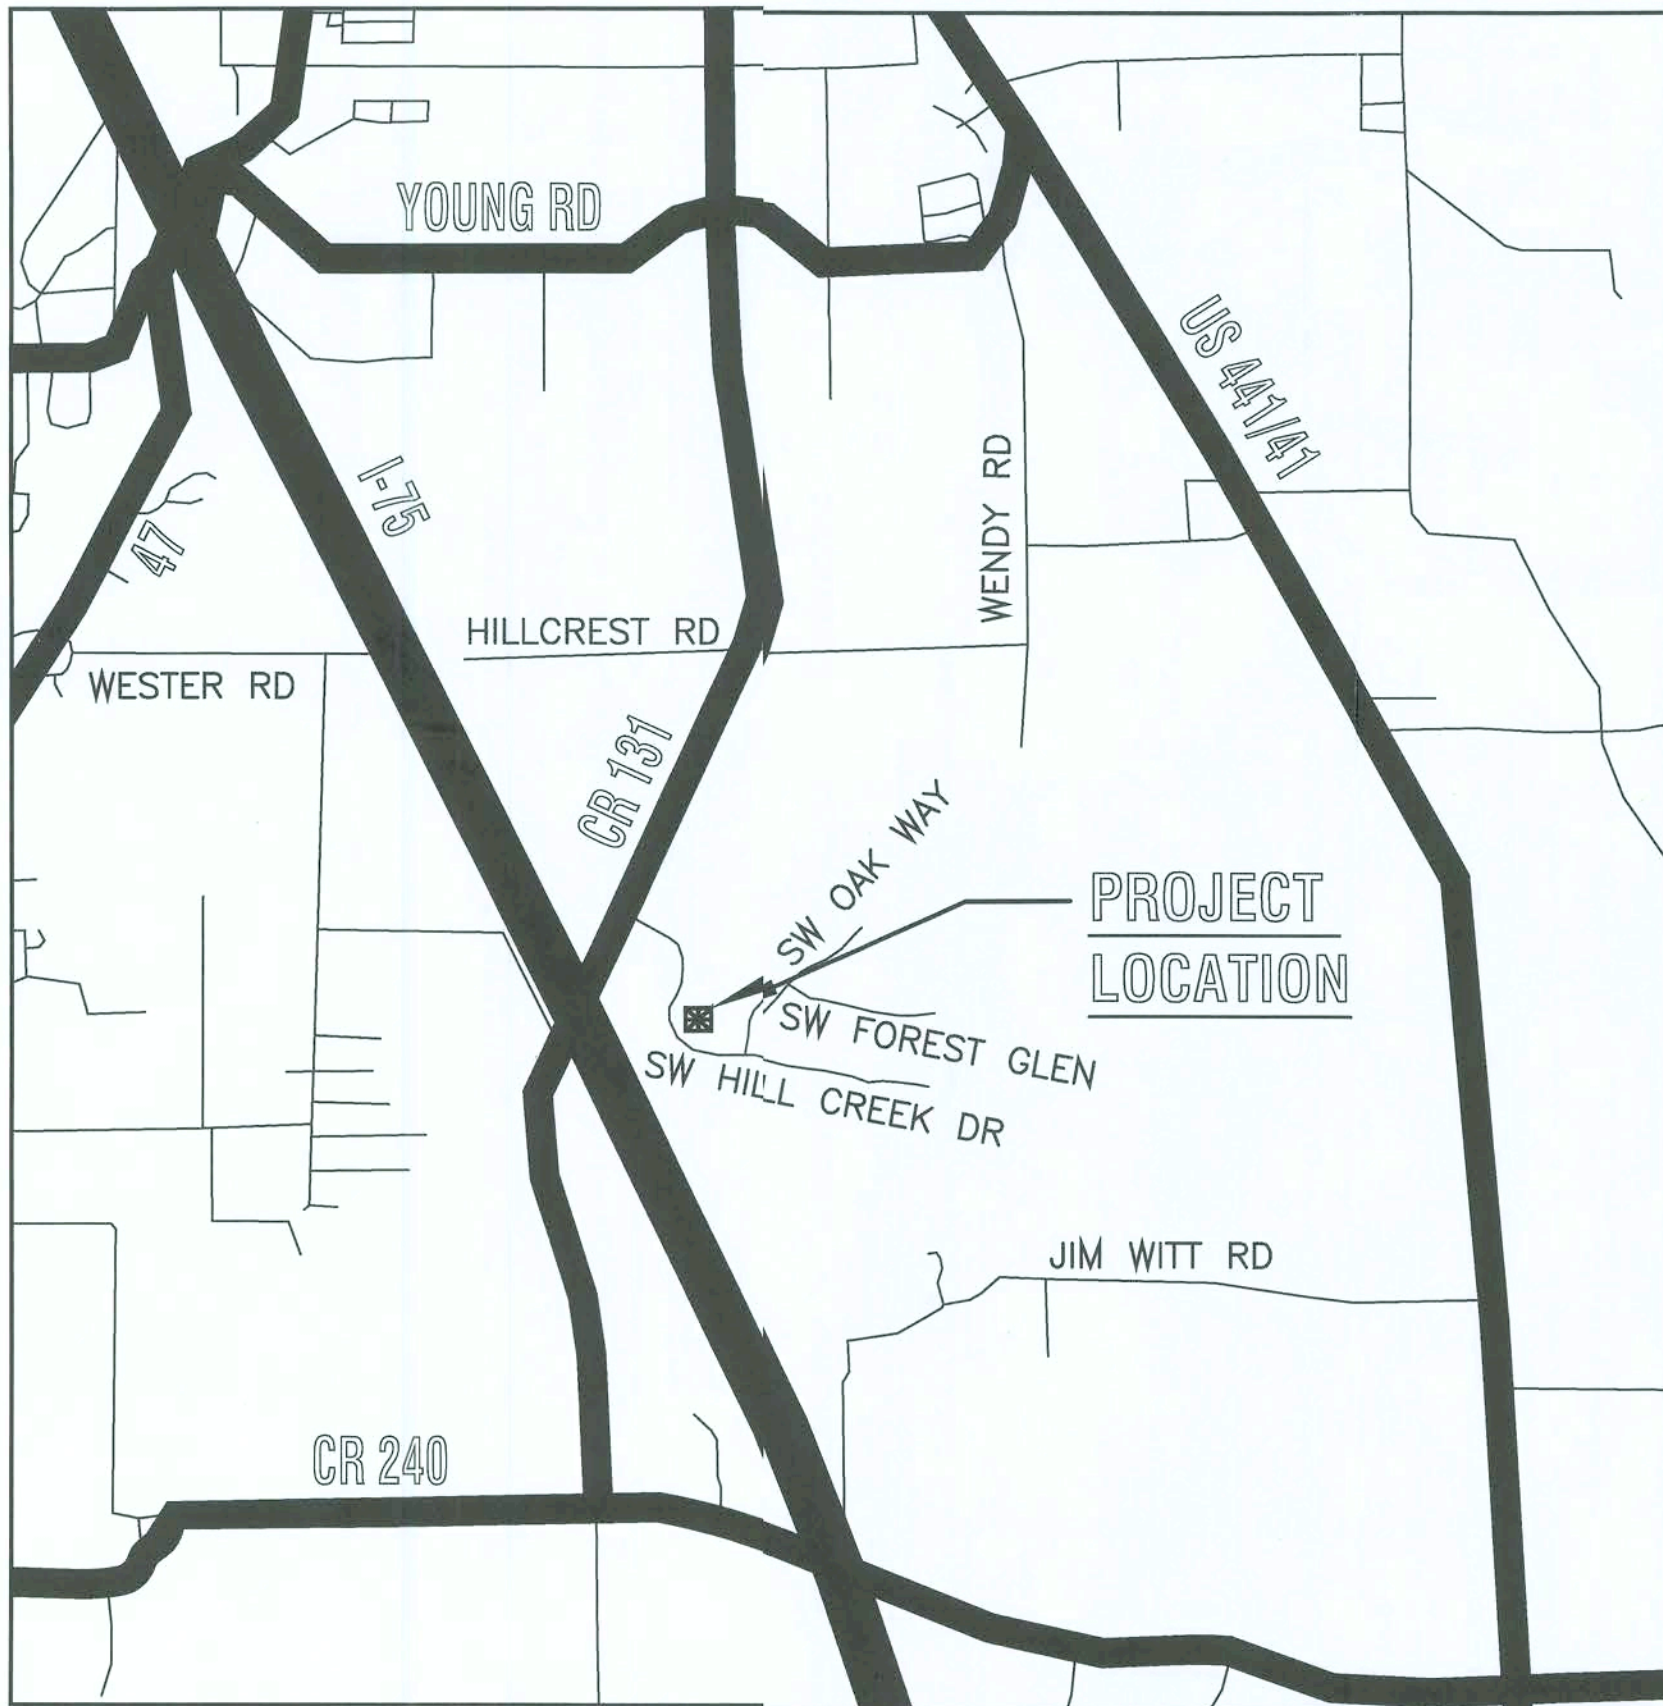 YOUNG RD
US 441/41
I-75
47
WENDY RD
HILLCREST RD
WESTER RD
CR 131
SW OAK WAY
PROJECT
LOCATION
SW FOREST GLEN
SW HILL CREEK DR
JIM WITT RD
CR 240